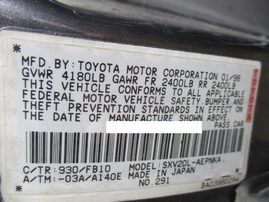 MFD. BY: TOYOTA MOTOR CORPORATION 01/98
GVWR 4180LB GAWR FR 2400LB RR 2400LB
THIS VEHICLE CONFORMS TO ALL APPLICABLE
FEDERAL MOTOR VEHICLE SAFETY, BUMPER, AND
THEFT PREVENTION STANDARDS IN EFFECT ON
THE DATE OF MANUFACTURE SHOWN ABOVE.
PASS. CAR
C/TR: 930/FB10
MODEL: SXV20L-AEPNKA
A/TM: -03A/A140E
MADE IN JAPAN
NO. 291
TOYOTA